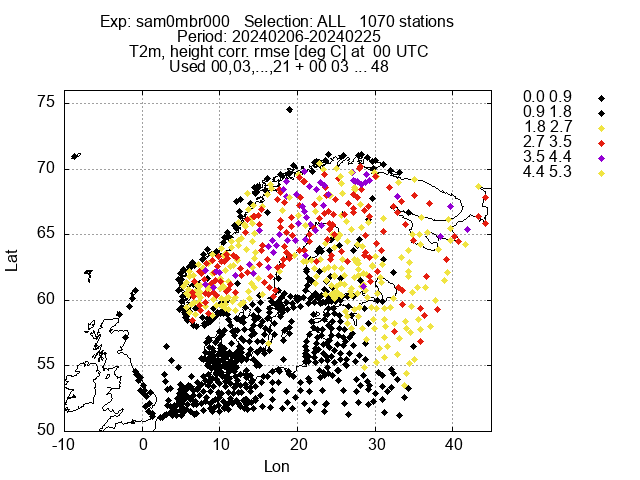 Exp: sam0mbr000   Selection: ALL   1070 stations
Period: 20240206-20240225
T2m, height corr. rmse [deg C] at  00 UTC
Used 00,03,...,21 + 00 03 ... 48
0.0 0.9
0.9 1.8
1.8 2.7
2.7 3.5
3.5 4.4
4.4 5.3
75
70
65
60
55
50
Lat
-10 0 10 20 30 40
Lon